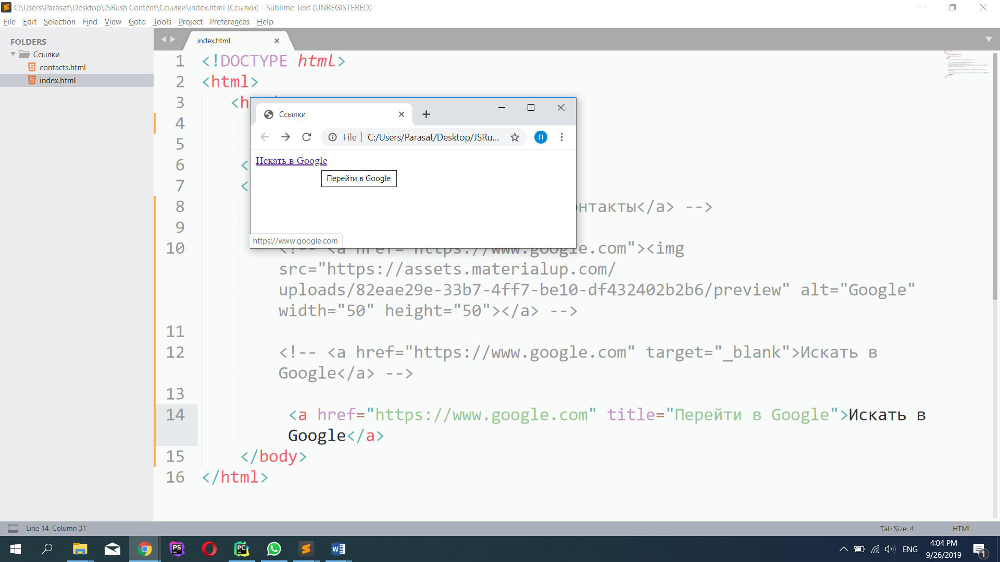 C:\Users\Parasat\Desktop\JSRush Content\Ссылки\index.html (Ссылки) - Sublime Text (UNREGISTERED)
File Edit Selection Find View Goto Tools Project Preferences Help
FOLDERS
Ссылки
contacts.html
index.html
index.html
1 <!DOCTYPE html>
2 <html>
3 <h
4
5
6 <
7 <
Ссылки
File | C:/Users/Parasat/Desktop/JSRu...
П
Искать в Google
Перейти в Google
https://www.google.com
8 онтакты</a> -->
9
10 <!-- <a href="https://www.google.com"><img
src="https://assets.materialup.com/
uploads/82eae29e-33b7-4ff7-be10-df432402b2b6/preview" alt="Google"
width="50" height="50"></a> -->
11
12 <!-- <a href="https://www.google.com" target="_blank">Искать в
Google</a> -->
13
14 <a href="https://www.google.com" title="Перейти в Google">Искать в
Google</a>
15 </body>
16 </html>
Line 14, Column 31
Tab Size: 4
HTML
PS
PC
ENG
4:04 PM
9/26/2019
1